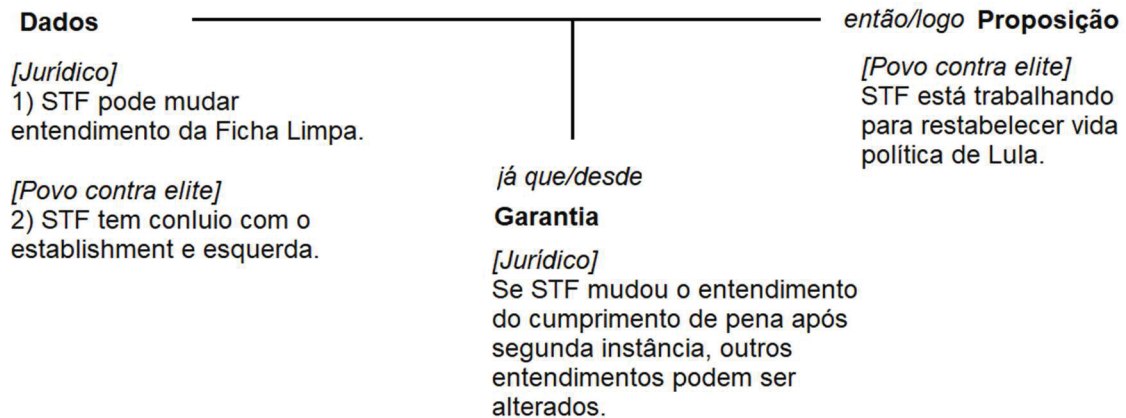 Dados
então/logo Proposição
[Jurídico]
1) STF pode mudar
entendimento da Ficha Limpa.
[Povo contra elite]
2) STF tem conluio com o
establishment e esquerda.
já que/desde
Garantia
[Jurídico]
Se STF mudou o entendimento
do cumprimento de pena após
segunda instância, outros
entendimentos podem ser
alterados.
[Povo contra elite]
STF está trabalhando
para restabelecer vida
política de Lula.